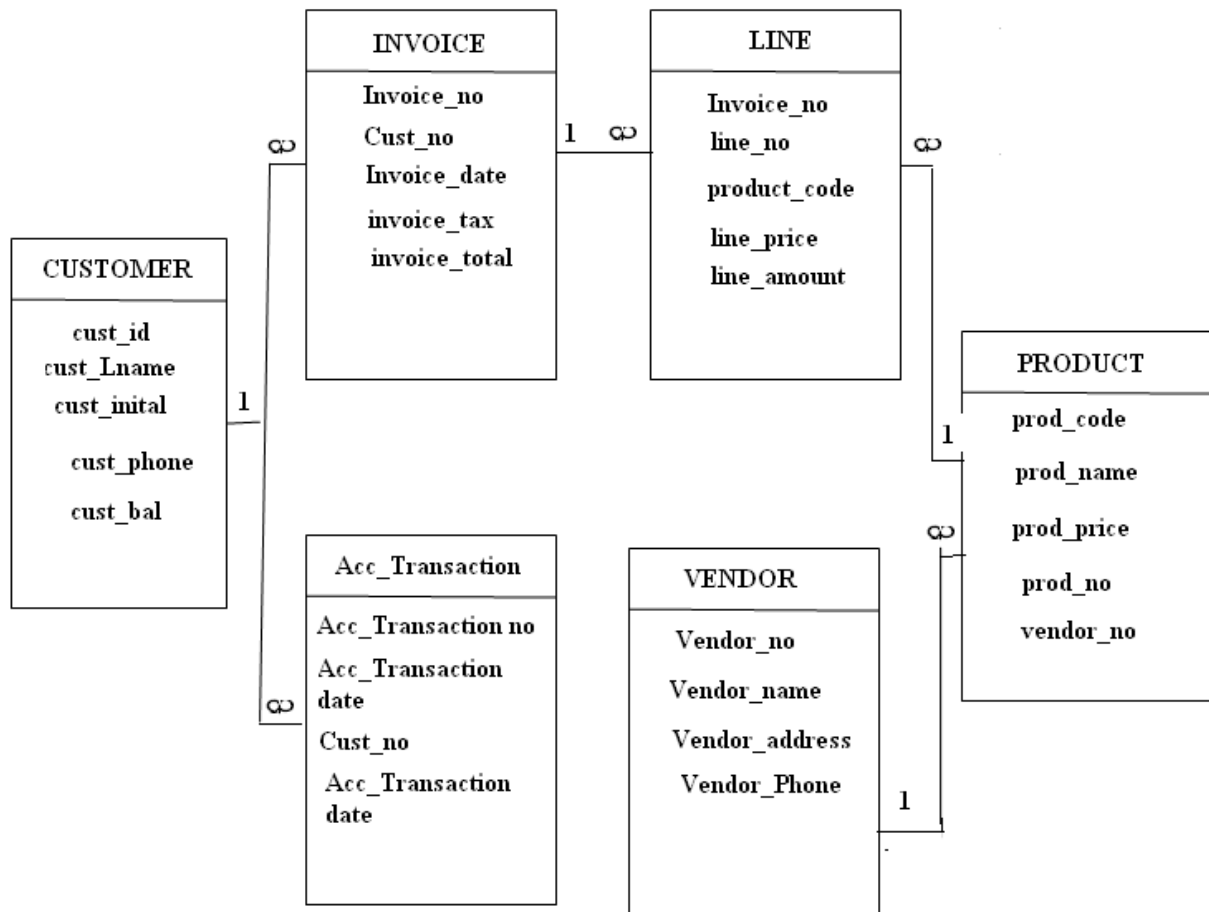 INVOICE
Invoice_no
Cust_no
Invoice_date
invoice_tax
invoice_total
LINE
Invoice_no
line_no
product_code
line_price
line_amount
CUSTOMER
cust_id
cust_Lname
cust_inital
cust_phone
cust_bal
PRODUCT
prod_code
prod_name
prod_price
prod_no
vendor_no
Acc_Transaction
Acc_Transaction no
Acc_Transaction
date
Cust_no
Acc_Transaction
date
VENDOR
Vendor_no
Vendor_name
Vendor_address
Vendor_Phone
1
∞
1
∞
∞
1
∞
∞
1